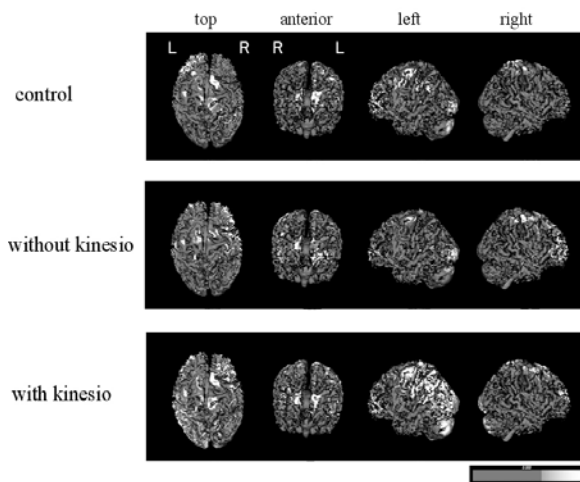 top anterior left right
L R R L
control
without kinesio
with kinesio